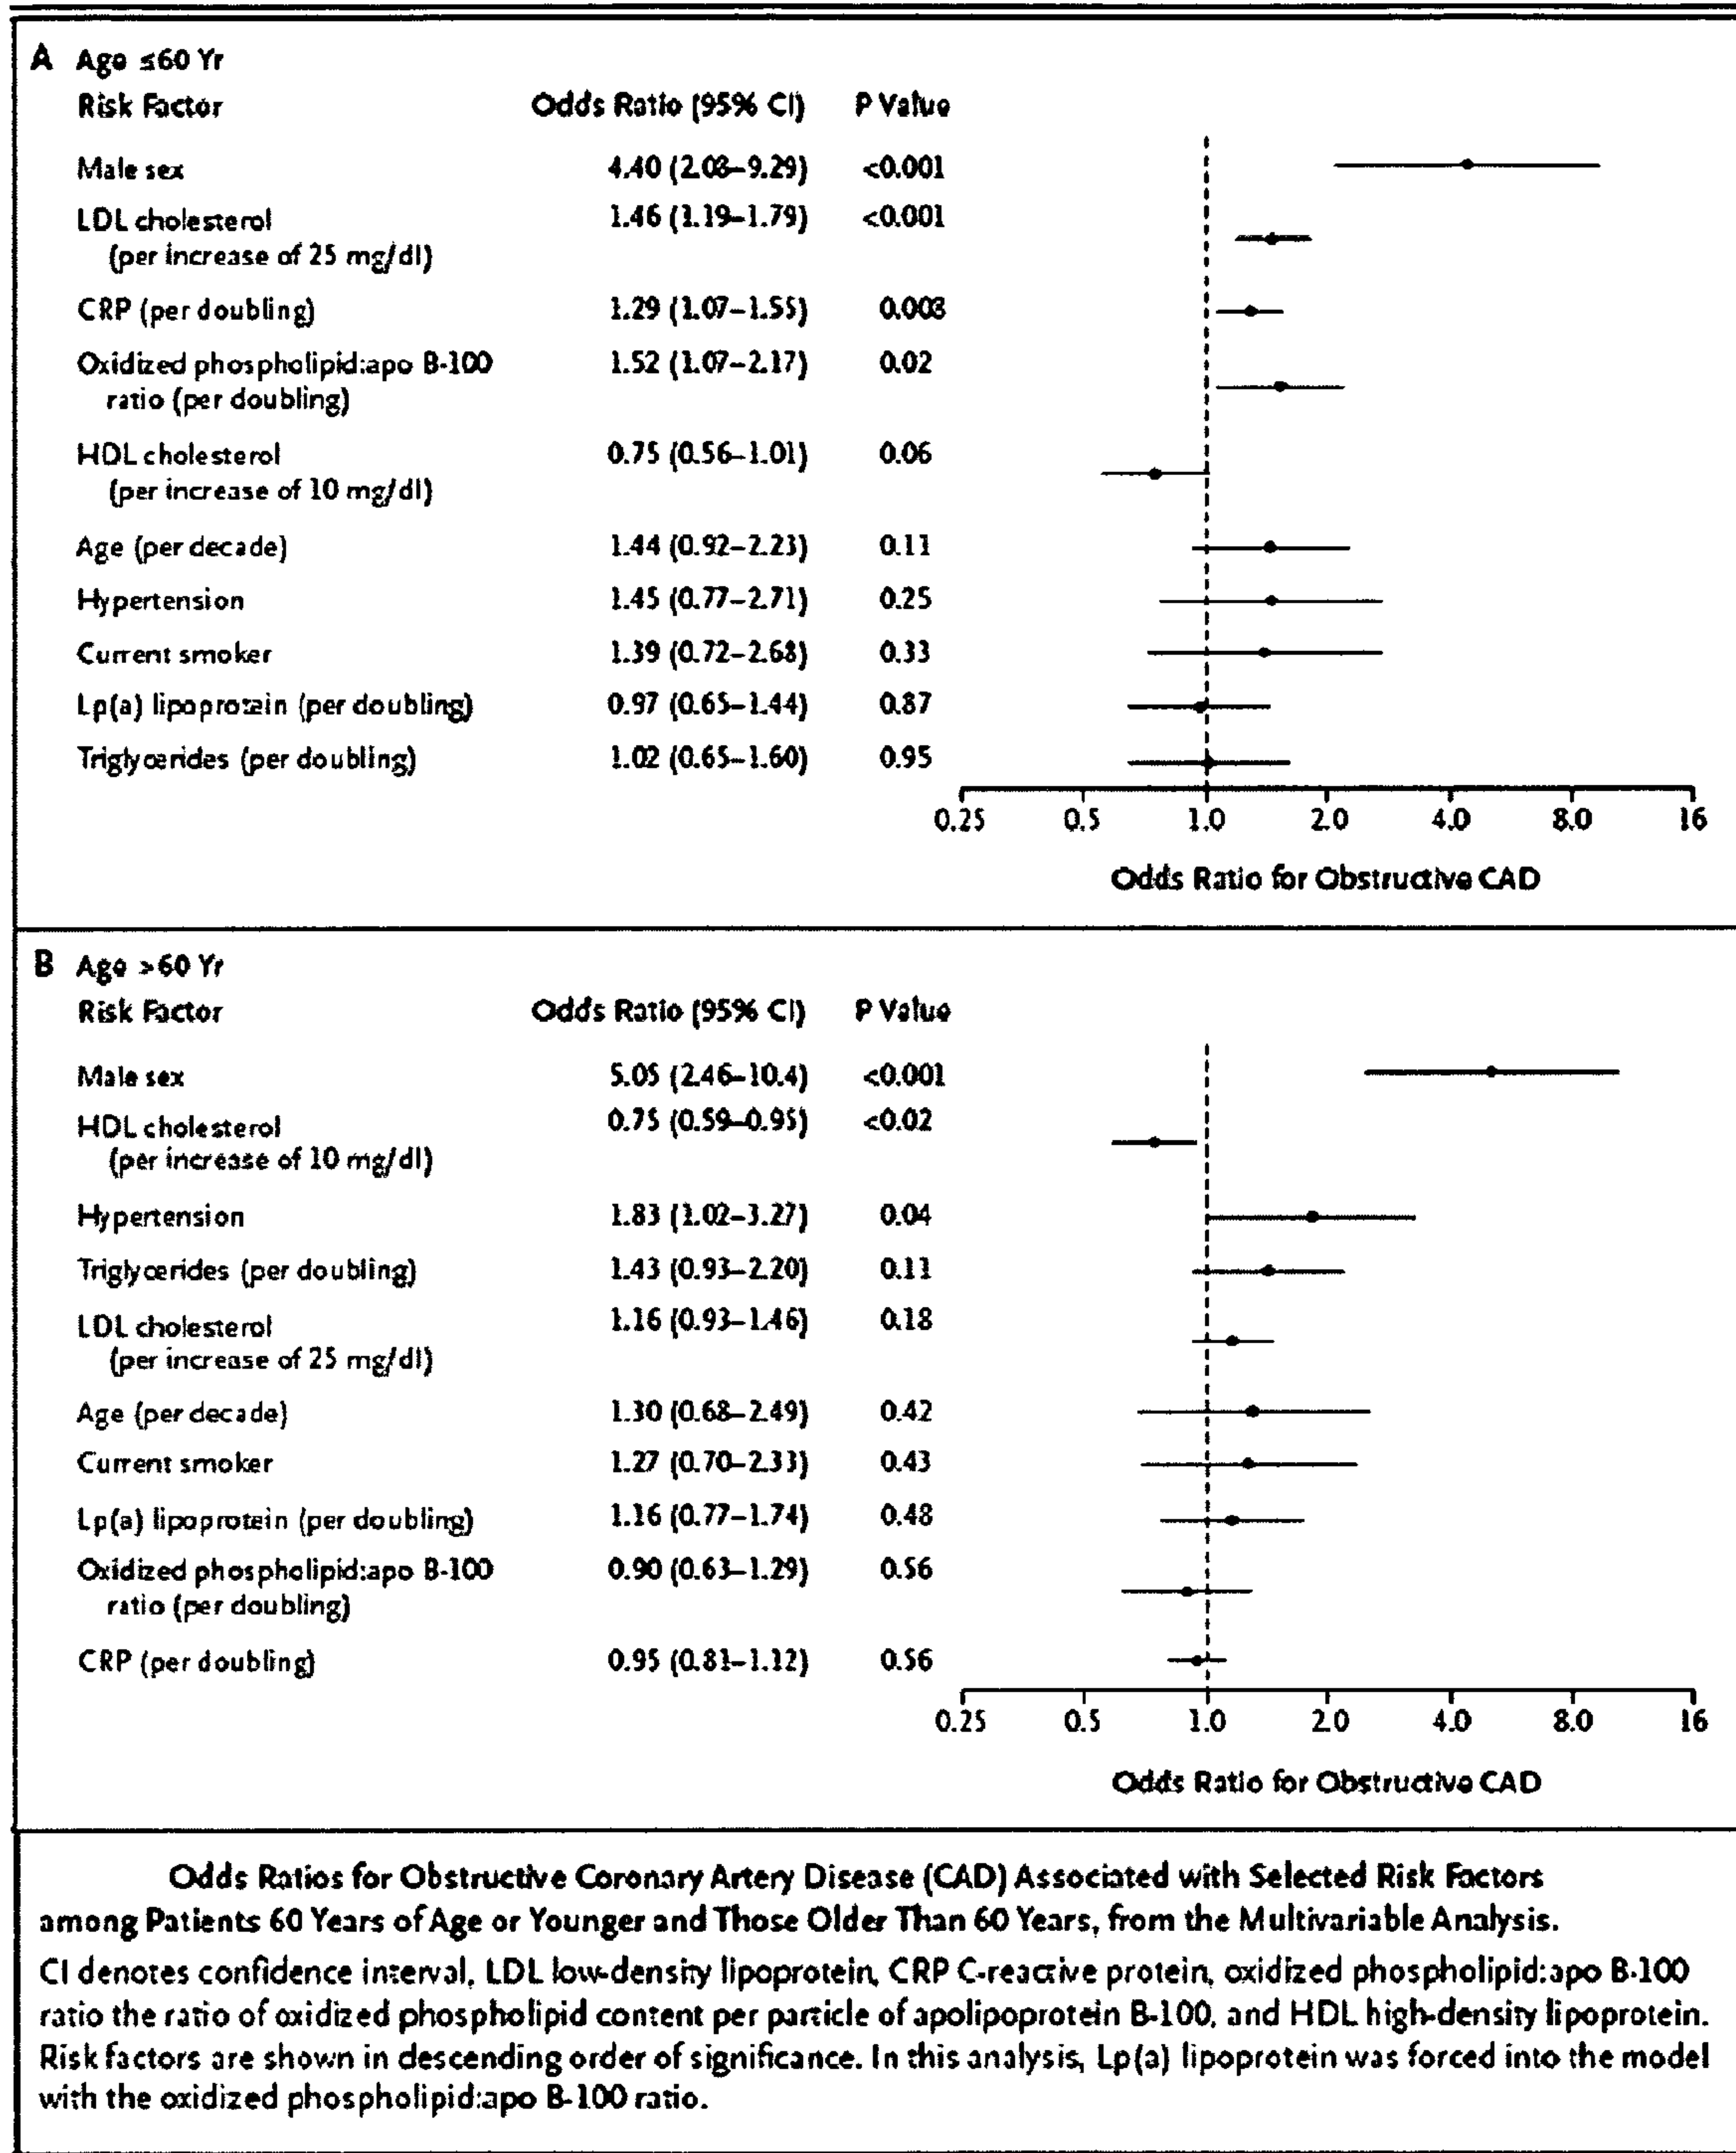 A Age ≤60 Yr
Risk Factor Odds Ratio (95% CI) P Value
Male sex 4.40 (2.08–9.29) <0.001
LDL cholesterol 1.46 (1.19–1.79) <0.001
(per increase of 25 mg/dl)
CRP (per doubling) 1.29 (1.07–1.55) 0.008
Oxidized phospholipid:apo B-100 1.52 (1.07–2.17) 0.02
ratio (per doubling)
HDL cholesterol 0.75 (0.56–1.01) 0.06
(per increase of 10 mg/dl)
Age (per decade) 1.44 (0.92–2.23) 0.11
Hypertension 1.45 (0.77–2.71) 0.25
Current smoker 1.39 (0.72–2.68) 0.33
Lp(a) lipoprotein (per doubling) 0.97 (0.65–1.44) 0.87
Triglycerides (per doubling) 1.02 (0.65–1.60) 0.95
0.25 0.5 1.0 2.0 4.0 8.0 16
Odds Ratio for Obstructive CAD
B Age >60 Yr
Risk Factor Odds Ratio (95% CI) P Value
Male sex 5.05 (2.46–10.4) <0.001
HDL cholesterol 0.75 (0.59–0.95) <0.02
(per increase of 10 mg/dl)
Hypertension 1.83 (1.02–3.27) 0.04
Triglycerides (per doubling) 1.43 (0.93–2.20) 0.11
LDL cholesterol 1.16 (0.93–1.46) 0.18
(per increase of 25 mg/dl)
Age (per decade) 1.30 (0.68–2.49) 0.42
Current smoker 1.27 (0.70–2.33) 0.43
Lp(a) lipoprotein (per doubling) 1.16 (0.77–1.74) 0.48
Oxidized phospholipid:apo B-100 0.90 (0.63–1.29) 0.56
ratio (per doubling)
CRP (per doubling) 0.95 (0.81–1.12) 0.56
0.25 0.5 1.0 2.0 4.0 8.0 16
Odds Ratio for Obstructive CAD
Odds Ratios for Obstructive Coronary Artery Disease (CAD) Associated with Selected Risk Factors
among Patients 60 Years of Age or Younger and Those Older Than 60 Years, from the Multivariable Analysis.
CI denotes confidence interval, LDL low-density lipoprotein, CRP C-reactive protein, oxidized phospholipid:apo B-100
ratio the ratio of oxidized phospholipid content per particle of apolipoprotein B-100, and HDL high-density lipoprotein.
Risk factors are shown in descending order of significance. In this analysis, Lp(a) lipoprotein was forced into the model
with the oxidized phospholipid:apo B-100 ratio.